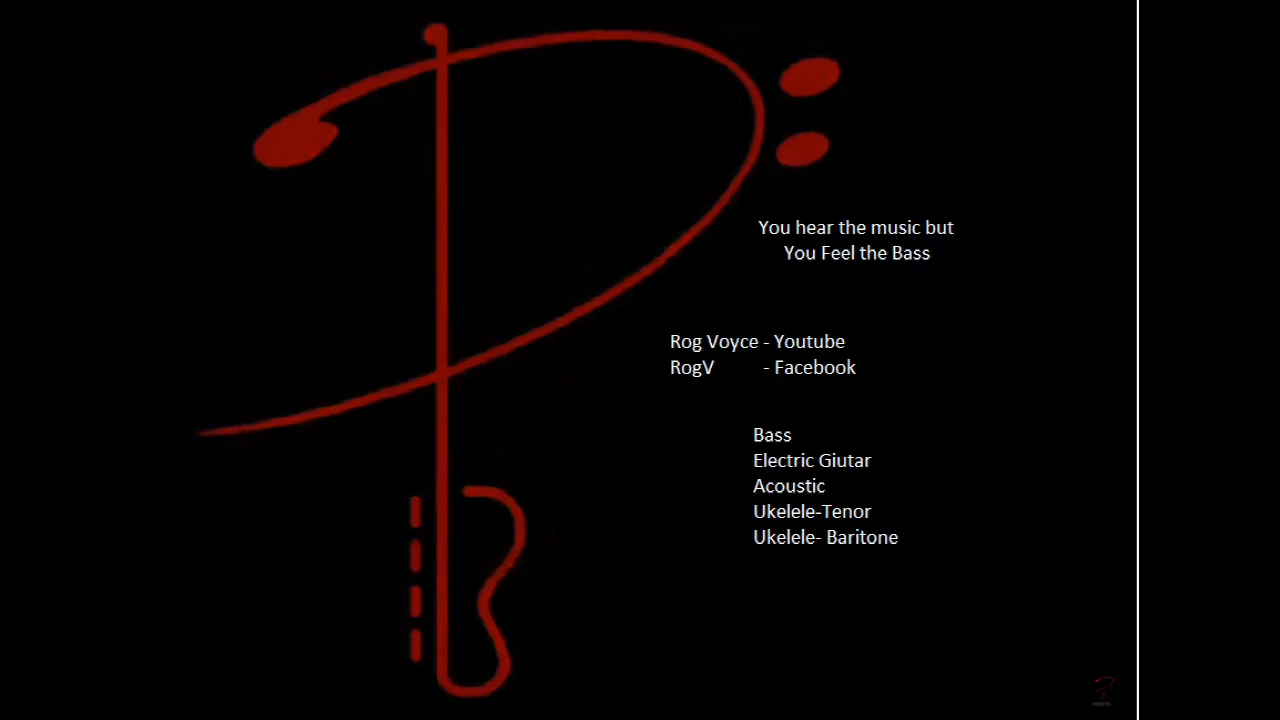 You hear the music but
You Feel the Bass
Rog Voyce - Youtube
RogV - Facebook
Bass
Electric Giutar
Acoustic
Ukelele-Tenor
Ukelele- Baritone